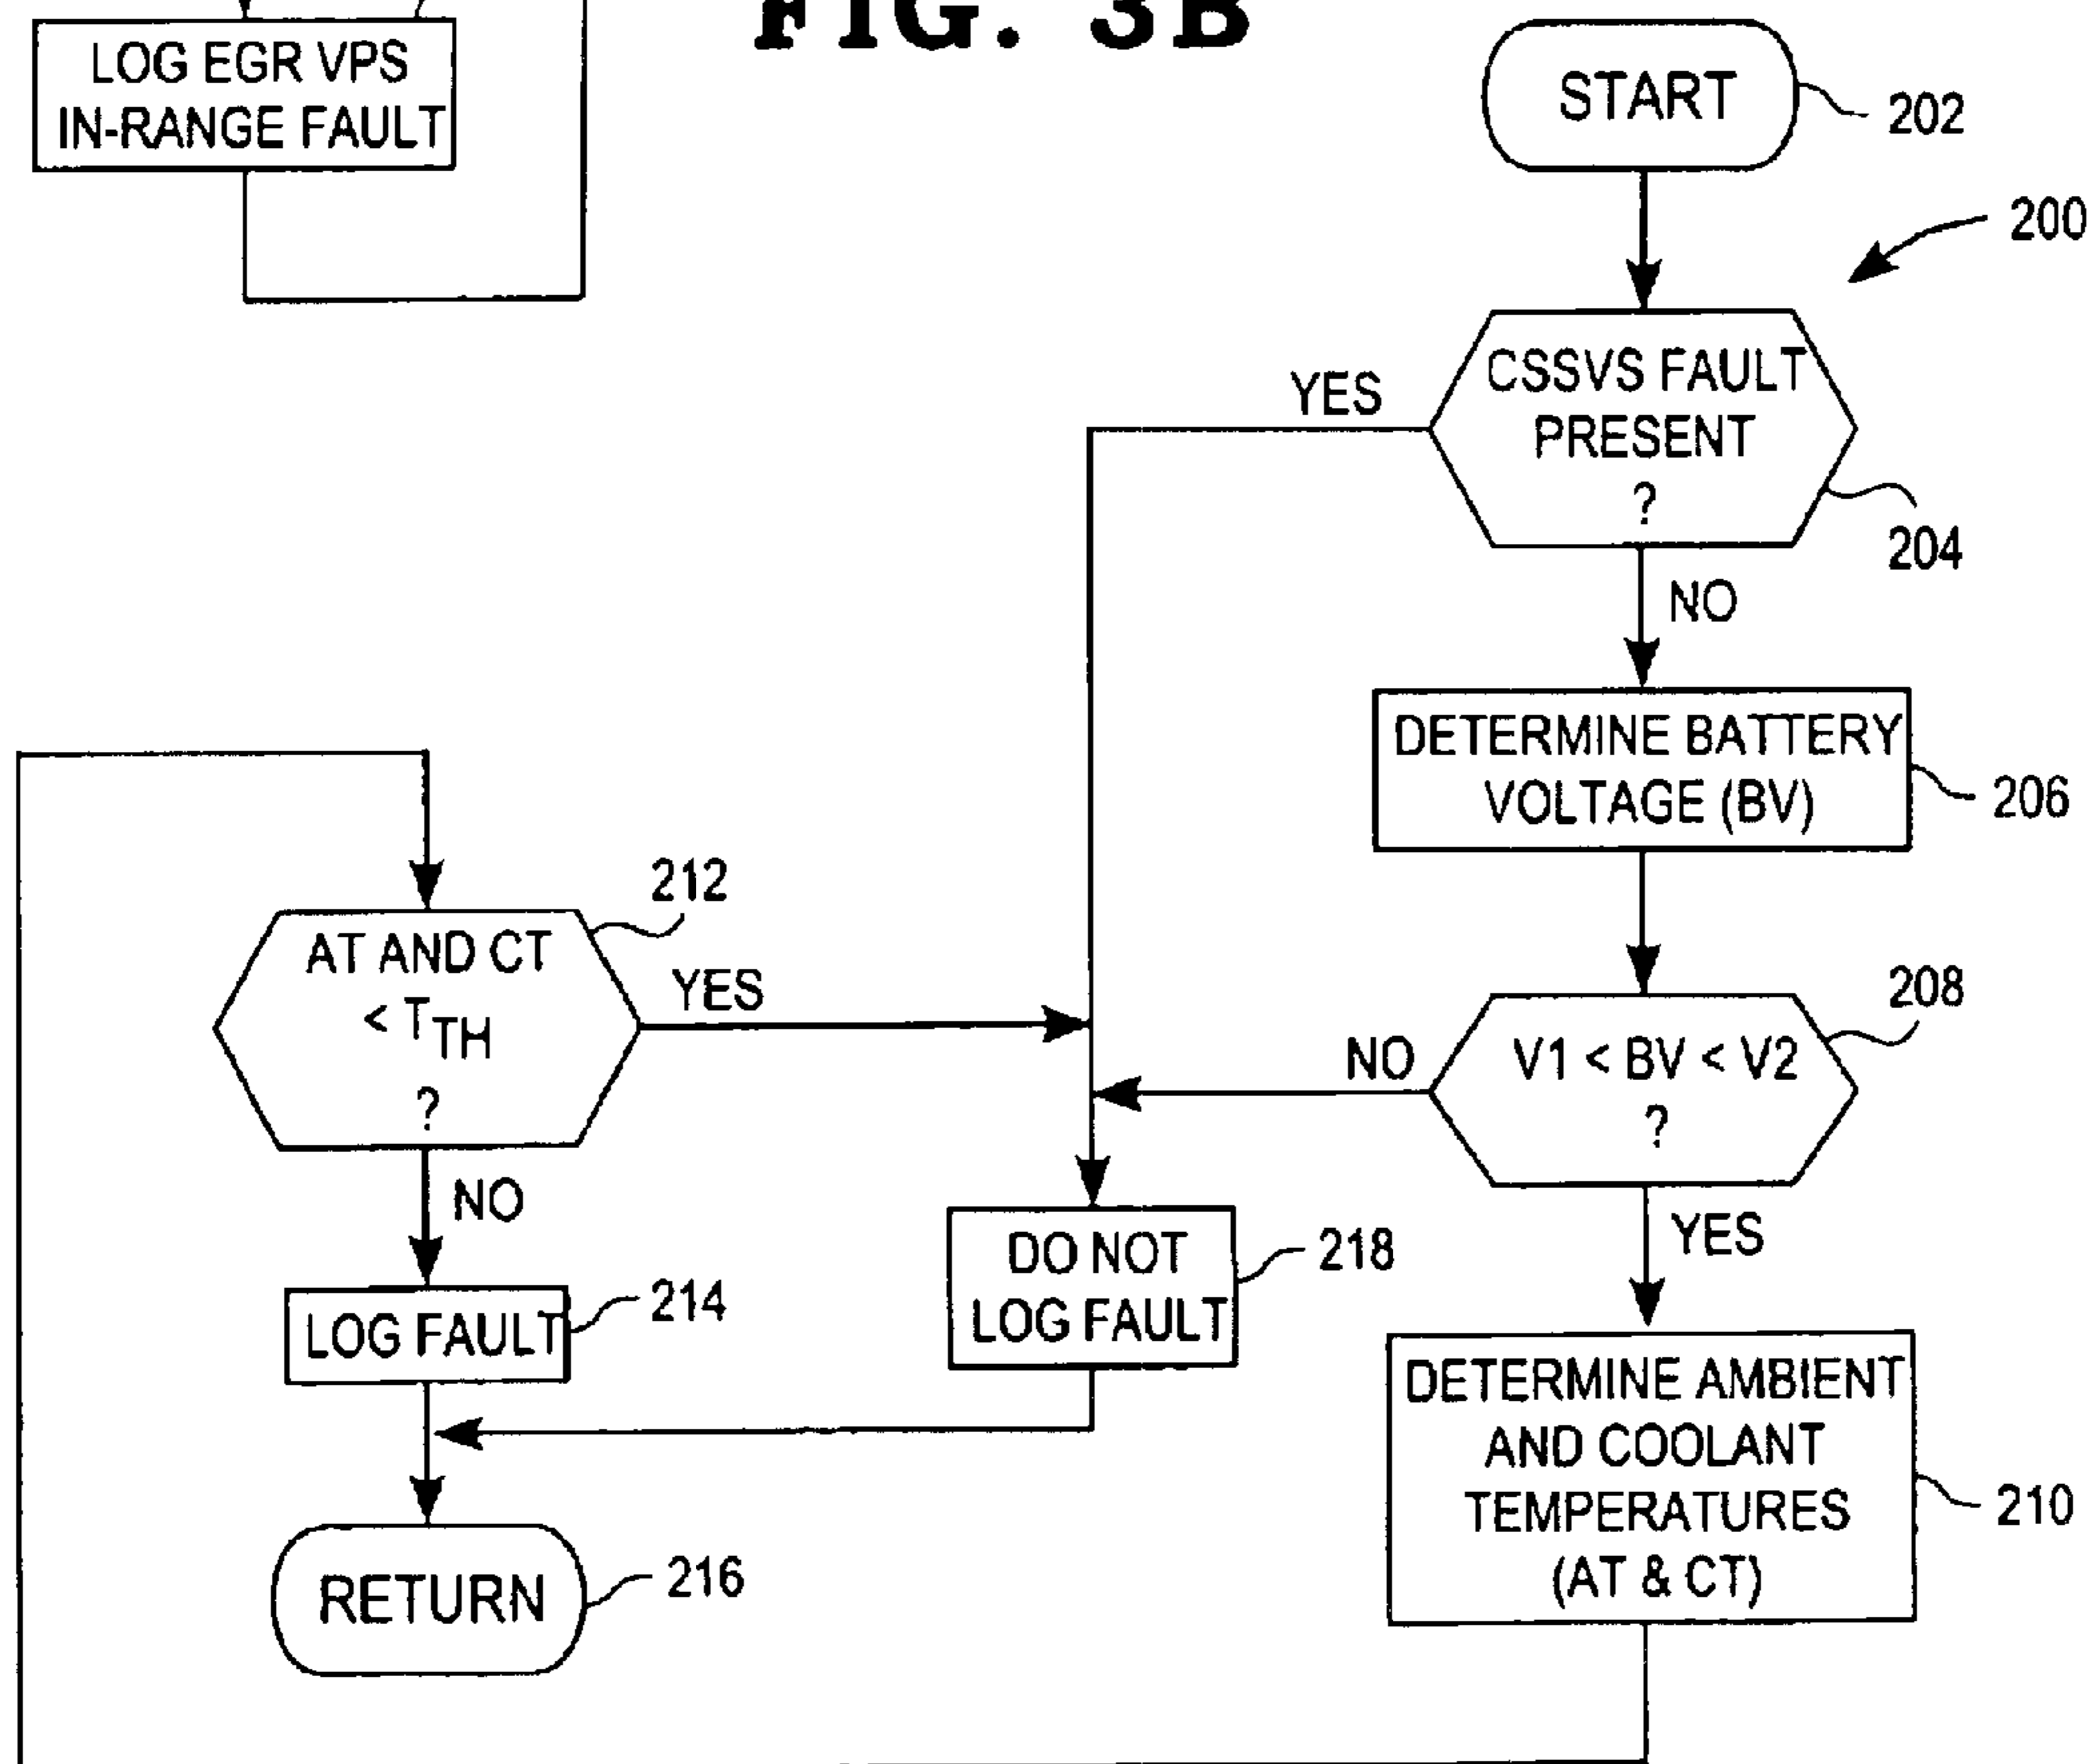 FIG. 3B
LOG EGR VPS
IN-RANGE FAULT
START
202
200
CSSVS FAULT
PRESENT
?
204
YES
NO
DETERMINE BATTERY
VOLTAGE (BV)
206
V1 < BV < V2
?
208
NO
YES
DETERMINE AMBIENT
AND COOLANT
TEMPERATURES
(AT & CT)
210
212
AT AND CT
< TTH
?
YES
NO
LOG FAULT
214
DO NOT
LOG FAULT
218
RETURN
216